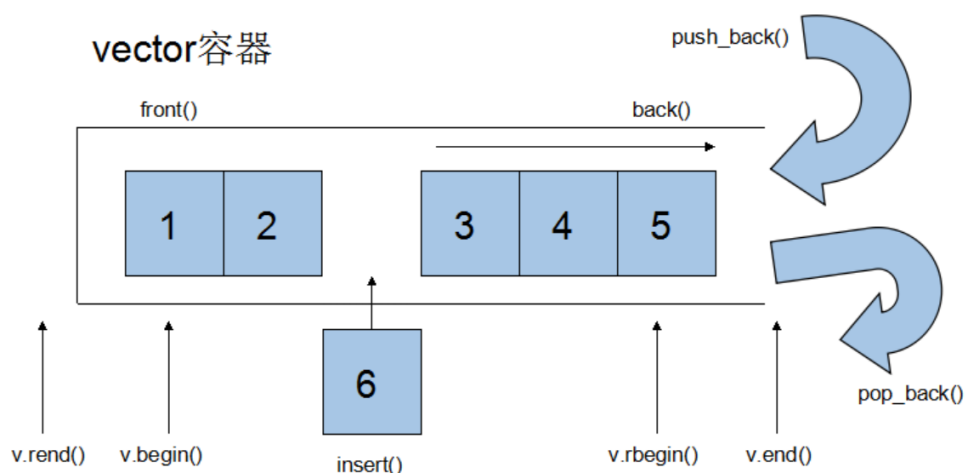 vector容器
push_back()
front()
back()
1 2 3 4 5
6
pop_back()
v.rend()
v.begin()
insert()
v.rbegin()
v.end()